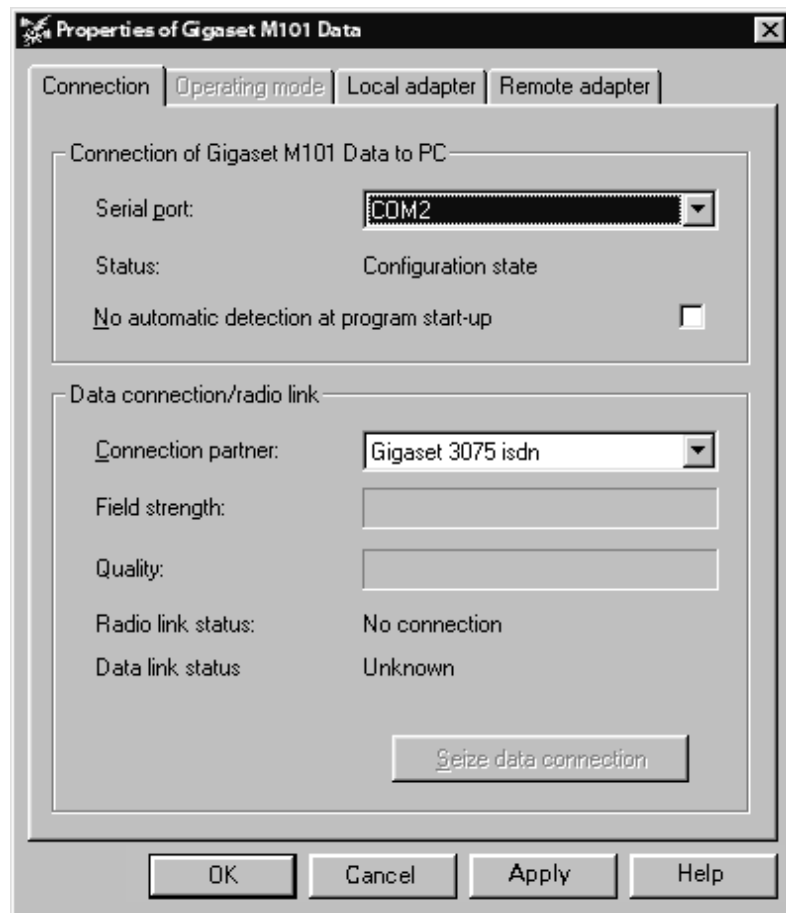 Properties of Gigaset M101 Data
Connection Operating mode Local adapter Remote adapter
Connection of Gigaset M101 Data to PC
Serial port: COM2
Status: Configuration state
No automatic detection at program start-up
Data connection/radio link
Connection partner: Gigaset 3075 isdn
Field strength:
Quality:
Radio link status: No connection
Data link status Unknown
Seize data connection
OK Cancel Apply Help